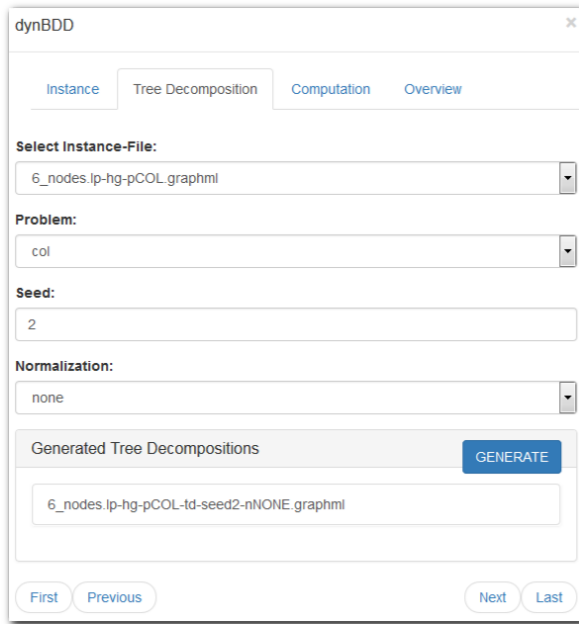 dynBDD ×
Instance Tree Decomposition Computation Overview
Select Instance-File:
6_nodes.lp-hg-pCOL.graphml
Problem:
col
Seed:
2
Normalization:
none
Generated Tree Decompositions GENERATE
6_nodes.lp-hg-pCOL-td-seed2-nNONE.graphml
First Previous Next Last